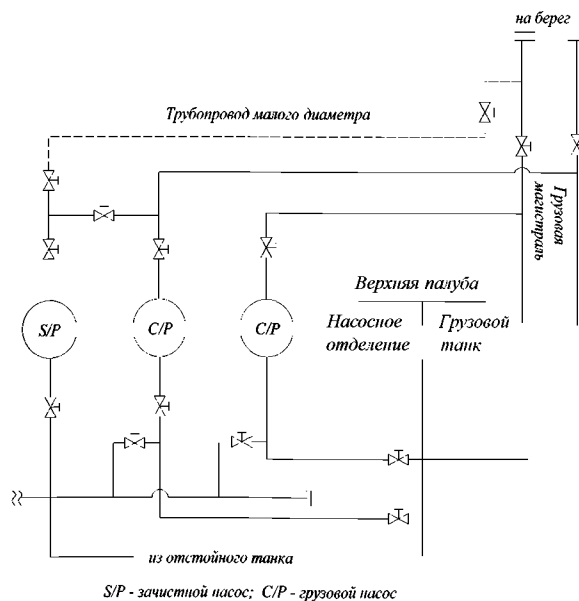 на берег
Трубопровод малого диаметра
Грузовая
магистраль
Верхняя палуба
Насосное
отделение
Грузовой
танк
S/P
C/P
C/P
из отстойного танка
S/P - зачистной насос; C/P - грузовой насос